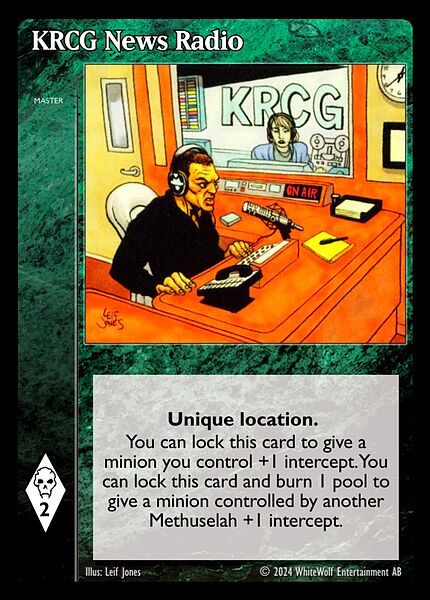 KRCG News Radio
MASTER
KRCG
ON AIR
LEIF
JONES
Unique location.
You can lock this card to give a
minion you control +1 intercept.You
can lock this card and burn 1 pool to
give a minion controlled by another
Methuselah +1 intercept.
2
Illus: Leif Jones
© 2024 WhiteWolf Entertainment AB